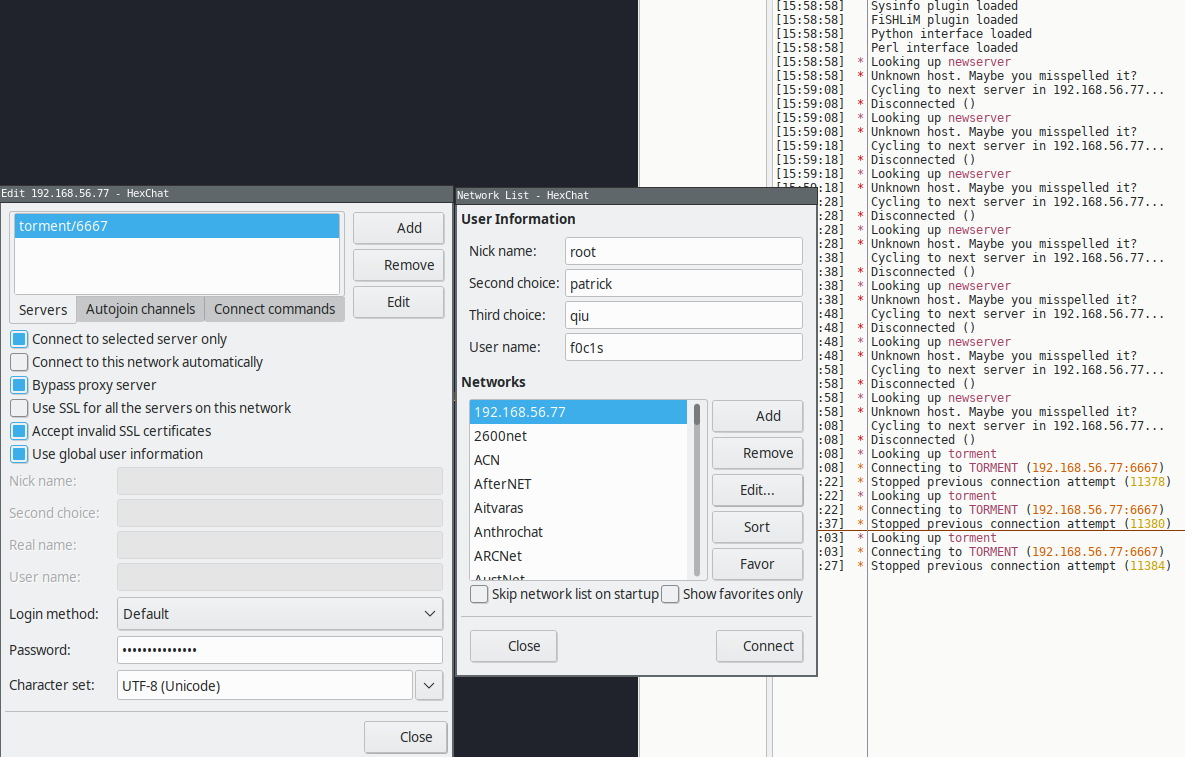 Edit 192.168.56.77 - HexChat
torment/6667
Add
Remove
Edit
Servers
Autojoin channels
Connect commands
Connect to selected server only
Connect to this network automatically
Bypass proxy server
Use SSL for all the servers on this network
Accept invalid SSL certificates
Use global user information
Nick name:
Second choice:
Real name:
User name:
Login method:
Default
Password:
•••••••••••••••
Character set:
UTF-8 (Unicode)
Close
Network List - HexChat
User Information
Nick name:
root
Second choice:
patrick
Third choice:
qiu
User name:
f0c1s
Networks
192.168.56.77
2600net
ACN
AfterNET
Aitvaras
Anthrochat
ARCNet
AustNet
Add
Remove
Edit...
Sort
Favor
Skip network list on startup
Show favorites only
Close
Connect
[15:58:58] Sysinfo plugin loaded
[15:58:58] FiSHLiM plugin loaded
[15:58:58] Python interface loaded
[15:58:58] Perl interface loaded
[15:58:58] * Looking up newserver
[15:58:58] * Unknown host. Maybe you misspelled it?
[15:59:08] Cycling to next server in 192.168.56.77...
[15:59:08] * Disconnected ()
[15:59:08] * Looking up newserver
[15:59:08] * Unknown host. Maybe you misspelled it?
[15:59:18] Cycling to next server in 192.168.56.77...
[15:59:18] * Disconnected ()
[15:59:18] * Looking up newserver
[15:59:18] * Unknown host. Maybe you misspelled it?
:28] Cycling to next server in 192.168.56.77...
:28] * Disconnected ()
:28] * Looking up newserver
:28] * Unknown host. Maybe you misspelled it?
:38] Cycling to next server in 192.168.56.77...
:38] * Disconnected ()
:38] * Looking up newserver
:38] * Unknown host. Maybe you misspelled it?
:48] Cycling to next server in 192.168.56.77...
:48] * Disconnected ()
:48] * Looking up newserver
:48] * Unknown host. Maybe you misspelled it?
:58] Cycling to next server in 192.168.56.77...
:58] * Disconnected ()
:58] * Looking up newserver
:58] * Unknown host. Maybe you misspelled it?
:08] Cycling to next server in 192.168.56.77...
:08] * Disconnected ()
:08] * Looking up torment
:08] * Connecting to TORMENT (192.168.56.77:6667)
:22] * Stopped previous connection attempt (11378)
:22] * Looking up torment
:22] * Connecting to TORMENT (192.168.56.77:6667)
:37] * Stopped previous connection attempt (11380)
:03] * Looking up torment
:03] * Connecting to TORMENT (192.168.56.77:6667)
:27] * Stopped previous connection attempt (11384)